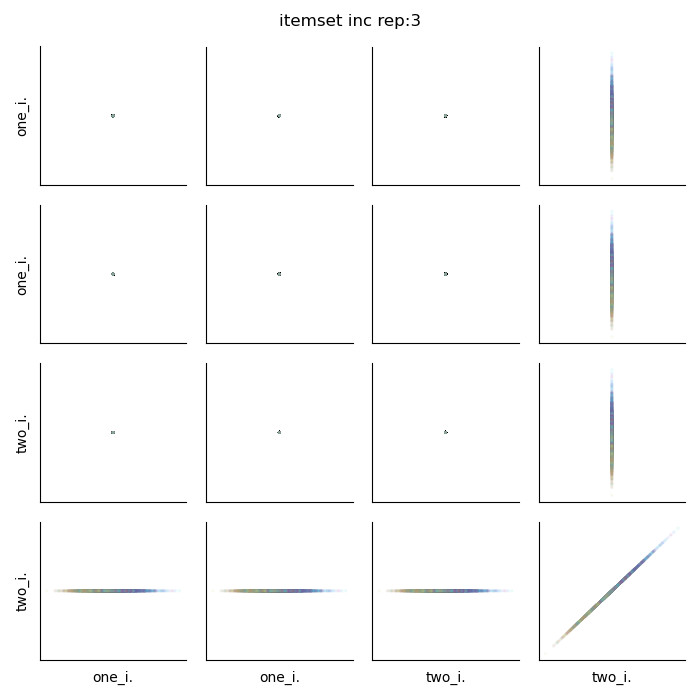 itemset inc rep:3
one_i.
one_i.
two_i.
two_i.
one_i. one_i. two_i. two_i.